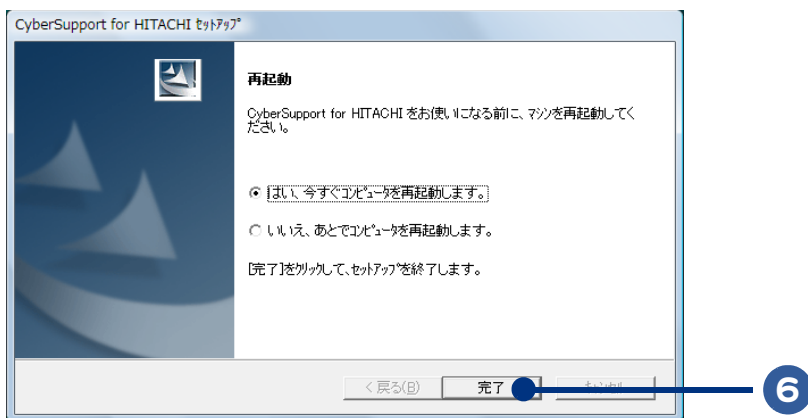 CyberSupport for HITACHI ｾｯﾄｱｯﾌﾟ
再起動
CyberSupport for HITACHI をお使いになる前に、ﾏｼﾝを再起動してく
ださい。
はい、今すぐｺﾝﾋﾟｭｰﾀを再起動します。
いいえ、あとでｺﾝﾋﾟｭｰﾀを再起動します。
[完了]をｸﾘｯｸして、ｾｯﾄｱｯﾌﾟを終了します。
< 戻る(B) 完了 ｷｬﾝｾﾙ
6